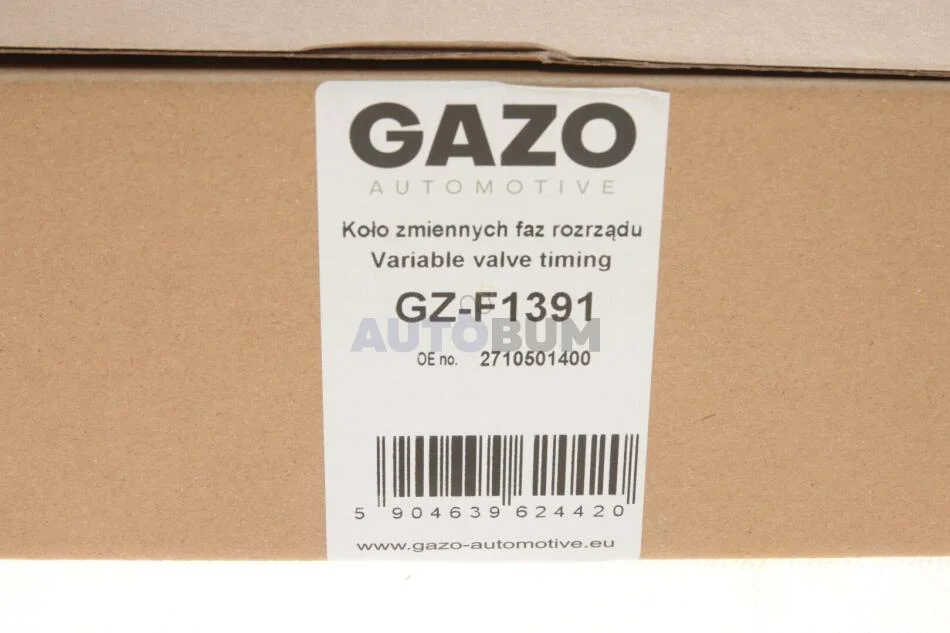 GAZO
AUTOMOTIVE
Koło zmiennych faz rozrządu
Variable valve timing
GZ-F1391
AUTOBUM
OE no. 2710501400
5 904639 624420
www.gazo-automotive.eu